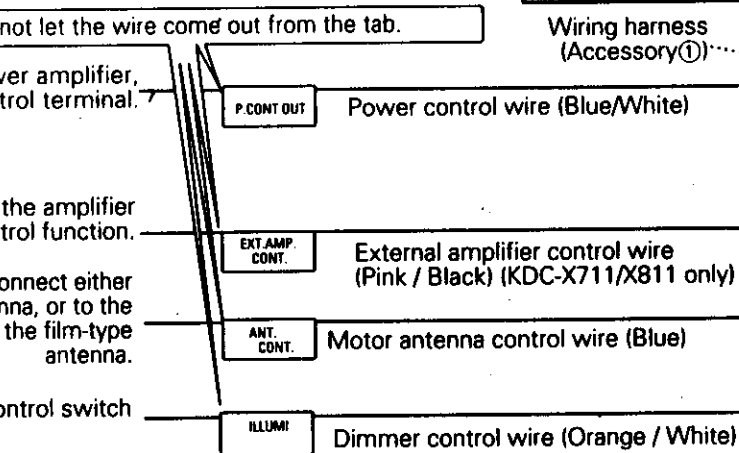 not let the wire come out from the tab.
Wiring harness
(Accessory①)····
ver amplifier,
trol terminal.
P.CONT OUT
Power control wire (Blue/White)
the amplifier
trol function.
EXT.AMP.
CONT.
External amplifier control wire
(Pink / Black) (KDC-X711/X811 only)
onnect either
nna, or to the
the film-type
antenna.
ANT.
CONT.
Motor antenna control wire (Blue)
ontrol switch
ILLUMI
Dimmer control wire (Orange / White)